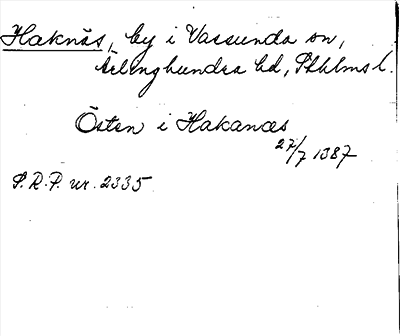 Haknäs, by i Vassunda sn,
Ärlinghundra hd, Sthlms l.
Östen i Hakanæs
27/7 1387
S.R.P. nr. 2335